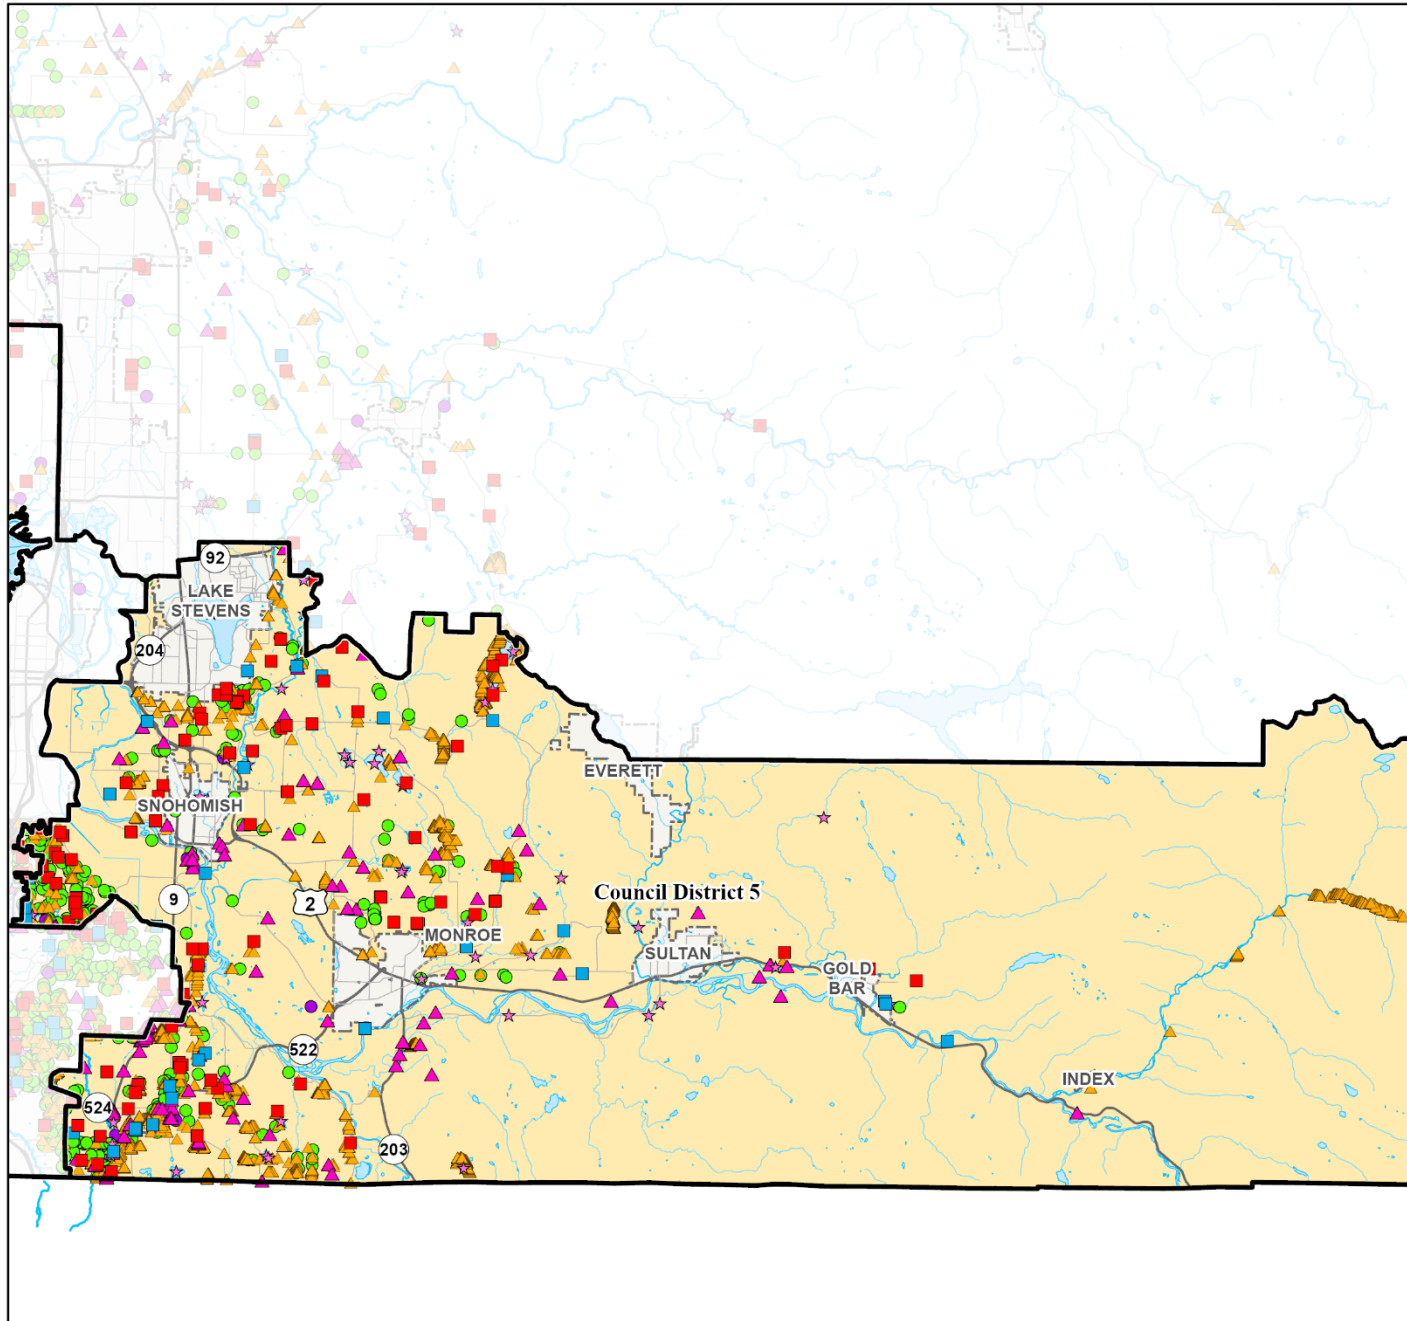 92
LAKE
STEVENS
204
EVERETT
SNOHOMISH
Council District 5
9
2
MONROE
SULTAN
GOLD
BAR
522
INDEX
524
203